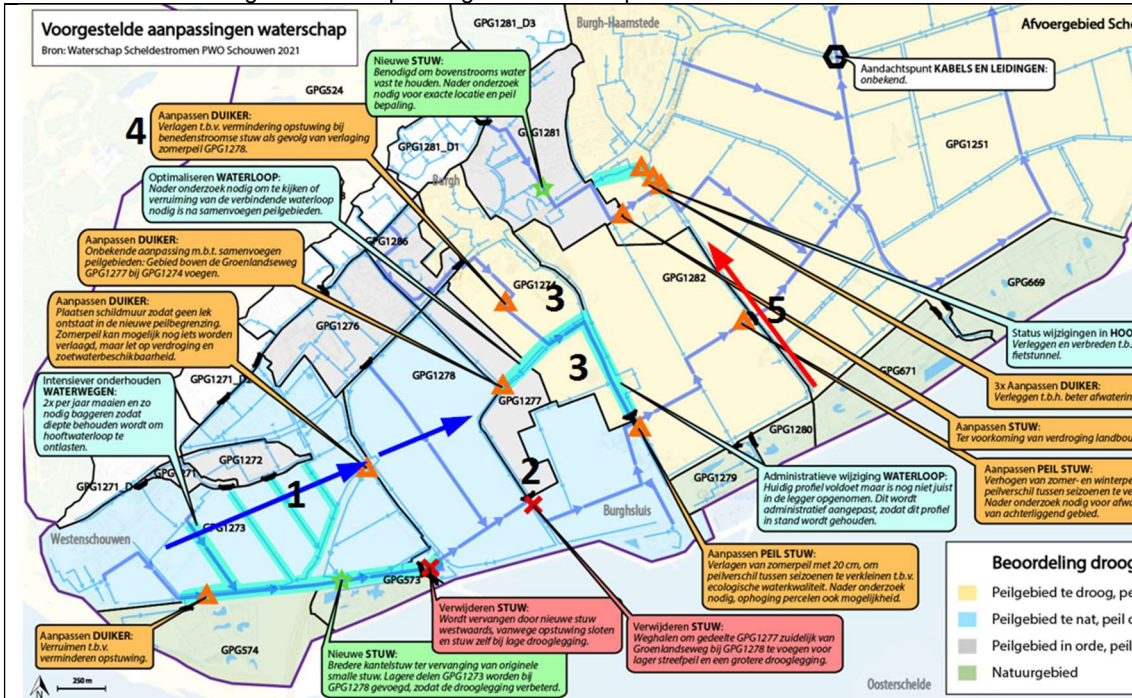 Voorgestelde aanpassingen waterschap
Bron: Waterschap Scheldestromen PWO Schouwen 2021
GPG1281_D3
Burgh-Haamstede
Afvoergebied Sch
Nieuwe STUW:
Benodigd om bovenstrooms water
vast te houden. Nader onderzoek
nodig voor exacte locatie en peil
bepaling.
Aandachtspunt KABELS EN LEIDINGEN:
onbekend.
GPG524
4
Aanpassen DUIKER:
Verlagen t.b.v. vermindering opstuwing bij
benedenstroomse stuw als gevolg van verlaging
zomerpeil GPG1278.
GPG1281
GPG1281_D1
GPG1251
Optimaliseren WATERLOOP:
Nader onderzoek nodig om te kijken of
verruiming van de verbindende waterloop
nodig is na samenvoegen peilgebieden.
Burgh
Aanpassen DUIKER:
Onbekende aanpassing m.b.t. samenvoegen
peilgebieden: Gebied boven de Groenlandseweg
GPG1277 bij GPG1274 voegen.
GPG1286
GPG1274
3
GPG1282
5
GPG669
Aanpassen DUIKER:
Plaatsen schildmuur zodat geen lek
ontstaat in de nieuwe peilbegrenzing.
Zomerpeil kan mogelijk nog iets worden
verlaagd, maar let op verdroging en
zoetwaterbeschikbaarheid.
GPG1276
Status wijzigingen in HOO
Verleggen en verbreden t.b.
fietstunnel.
GPG671
GPG1271_D2
GPG1278
3
Intensiever onderhouden
WATERWEGEN:
2x per jaar maaien en zo
nodig baggeren zodat
diepte behouden wordt om
hooftwaterloop te
ontlasten.
GPG1277
3x Aanpassen DUIKER:
Verleggen t.b.h. beter afwaterin
GPG1280
Aanpassen STUW:
Ter voorkoming van verdroging landbou
GPG1272
GPG1271
GPG1271_D
1
2
GPG1279
Administratieve wijziging WATERLOOP:
Huidig profiel voldoet maar is nog niet juist
in de legger opgenomen. Dit wordt
administratief aangepast, zodat dit profiel
in stand wordt gehouden.
Aanpassen PEIL STUW:
Verhogen van zomer- en winterpe
peilverschil tussen seizoenen te ve
Nader onderzoek nodig voor afwa
van achterliggend gebied.
GPG1273
Westenschouwen
Burghsluis
GPG573
Aanpassen PEIL STUW:
Verlagen van zomerpeil met 20 cm, om
peilverschil tussen seizoenen te verkleinen t.b.v.
ecologische waterkwaliteit. Nader onderzoek
nodig, ophoging percelen ook mogelijkheid.
Verwijderen STUW:
Wordt vervangen door nieuwe stuw
westwaards, vanwege opstuwing sloten
en stuw zelf bij lage drooglegging.
Verwijderen STUW:
Weghalen om gedeelte GPG1277 zuidelijk van
Groenlandseweg bij GPG1278 te voegen voor
lager streefpeil en een grotere drooglegging.
Aanpassen DUIKER:
Verruimen t.b.v.
verminderen opstuwing.
GPG574
Nieuwe STUW:
Bredere kantelstuw ter vervanging van originele
smalle stuw. Lagere delen GPG1273 worden bij
GPG1278 gevoegd, zodat de drooglegging verbeterd.
Beoordeling droog
Peilgebied te droog, pe
Peilgebied te nat, peil o
Peilgebied in orde, peil
Natuurgebied
Oosterschelde
N
250 m